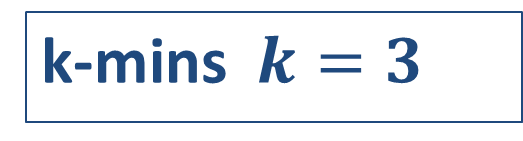 k-mins k = 3